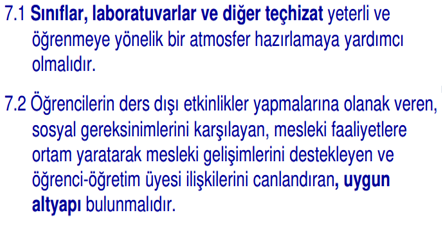 7.1 Sınıflar, laboratuvarlar ve diğer teçhizat yeterli ve
öğrenmeye yönelik bir atmosfer hazırlamaya yardımcı
olmalıdır.
7.2 Öğrencilerin ders dışı etkinlikler yapmalarına olanak veren,
sosyal gereksinimlerini karşılayan, mesleki faaliyetlere
ortam yaratarak mesleki gelişimlerini destekleyen ve
öğrenci-öğretim üyesi ilişkilerini canlandıran, uygun
altyapı bulunmalıdır.